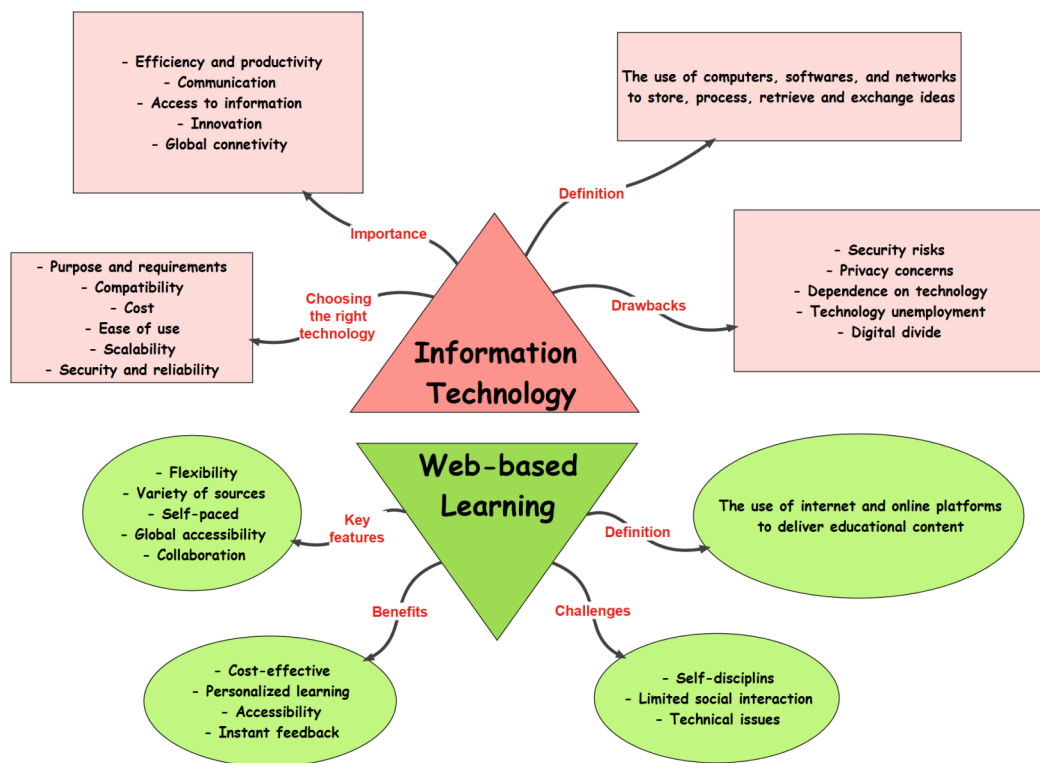 - Efficiency and productivity
- Communication
- Access to information
- Innovation
- Global connetivity
The use of computers, softwares, and networks
to store, process, retrieve and exchange ideas
Definition
Importance
- Purpose and requirements
- Compatibility
- Cost
- Ease of use
- Scalability
- Security and reliability
Choosing
the right
technology
- Security risks
- Privacy concerns
- Dependence on technology
- Technology unemployment
- Digital divide
Drawbacks
Information
Technology
Web-based
Learning
- Flexibility
- Variety of sources
- Self-paced
- Global accessibility
- Collaboration
Key
features
The use of internet and online platforms
to deliver educational content
Definition
Benefits
Challenges
- Cost-effective
- Personalized learning
- Accessibility
- Instant feedback
- Self-disciplins
- Limited social interaction
- Technical issues